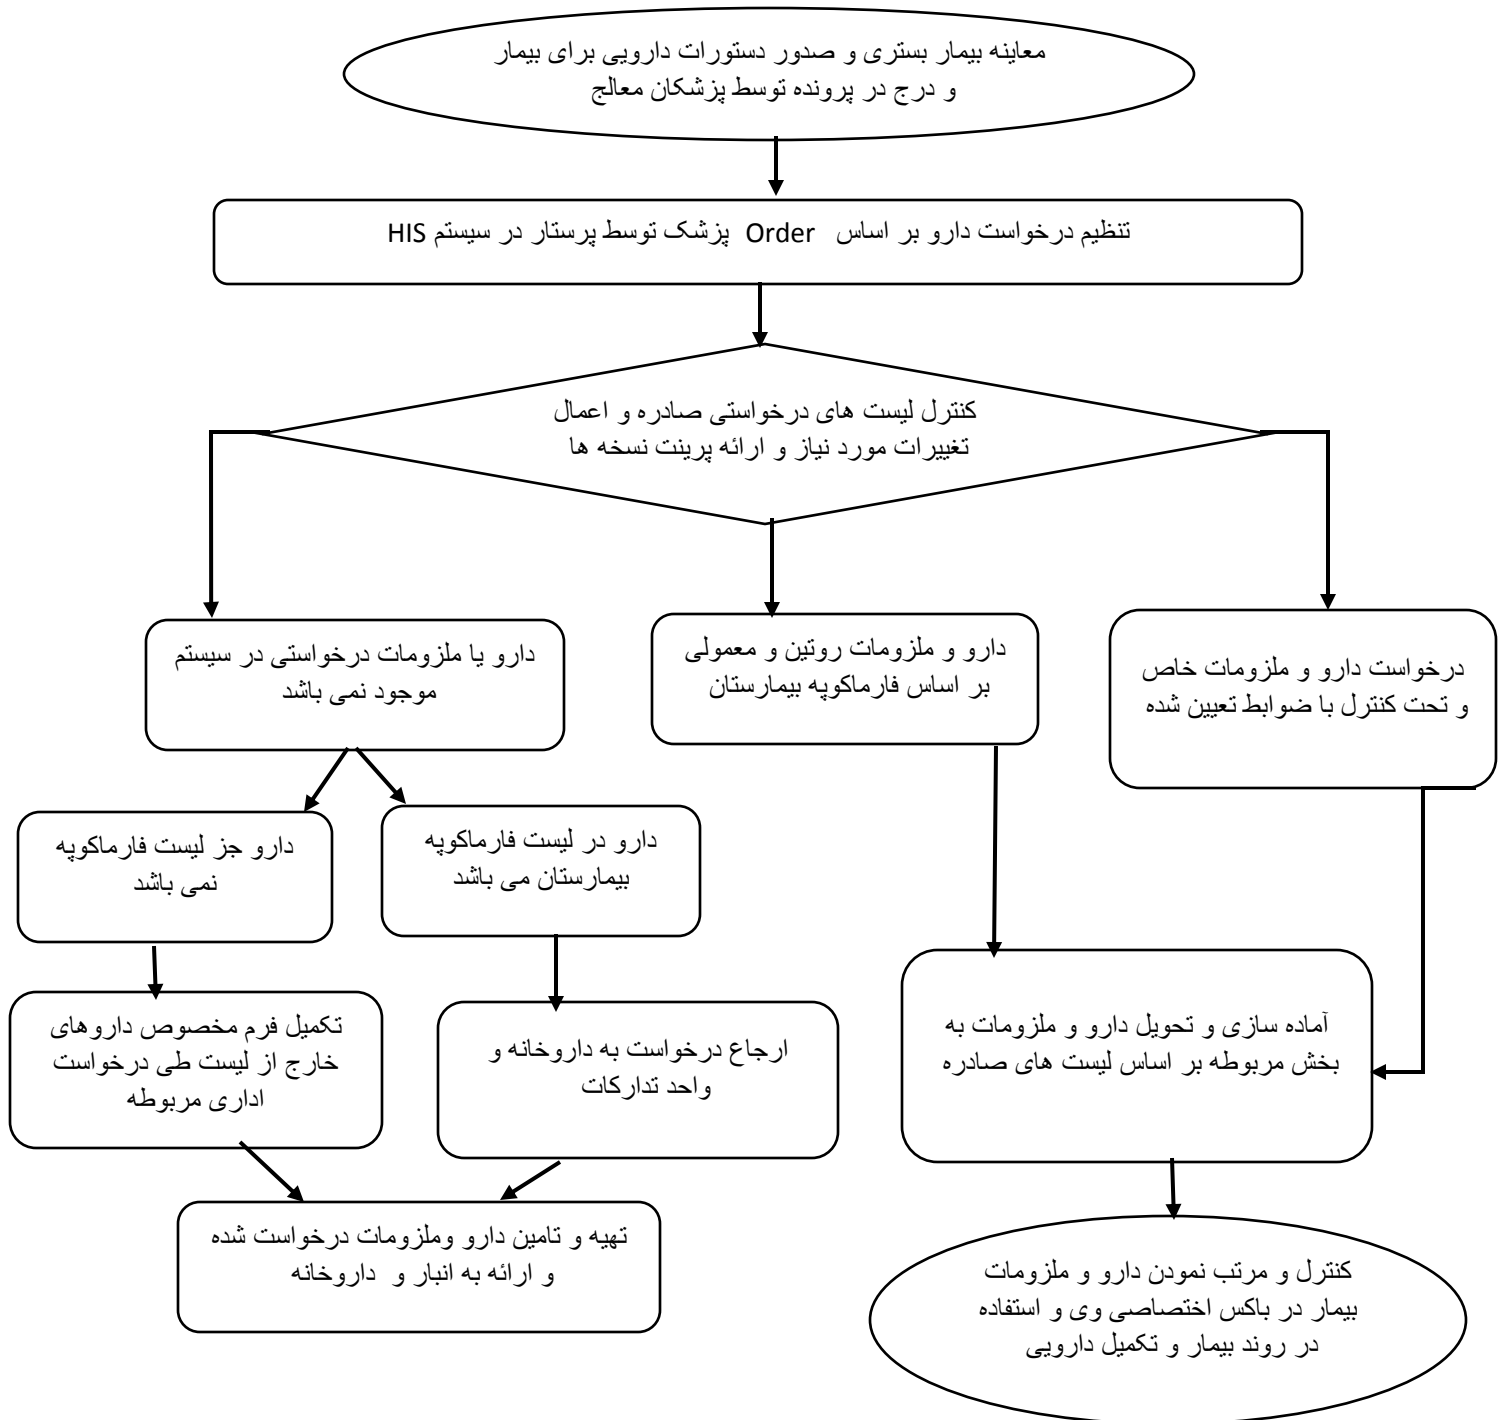 معاینه بیمار بستری و صدور دستورات دارویی برای بیمار
و درج در پرونده توسط پزشکان معالج
تنظیم درخواست دارو بر اساس Order پزشک توسط پرستار در سیستم HIS
کنترل لیست های درخواستی صادره و اعمال
تغییرات مورد نیاز و ارائه پرینت نسخه ها
درخواست دارو و ملزومات خاص
و تحت کنترل با ضوابط تعیین شده
دارو و ملزومات روتین و معمولی
بر اساس فارماکوپه بیمارستان
دارو یا ملزومات درخواستی در سیستم
موجود نمی باشد
دارو در لیست فارماکوپه
بیمارستان می باشد
دارو جز لیست فارماکوپه
نمی باشد
آماده سازی و تحویل دارو و ملزومات به
بخش مربوطه بر اساس لیست های صادره
ارجاع درخواست به داروخانه و
واحد تدارکات
تکمیل فرم مخصوص داروهای
خارج از لیست طی درخواست
اداری مربوطه
تهیه و تامین دارو وملزومات درخواست شده
و ارائه به انبار و داروخانه
کنترل و مرتب نمودن دارو و ملزومات
بیمار در باکس اختصاصی وی و استفاده
در روند بیمار و تکمیل دارویی